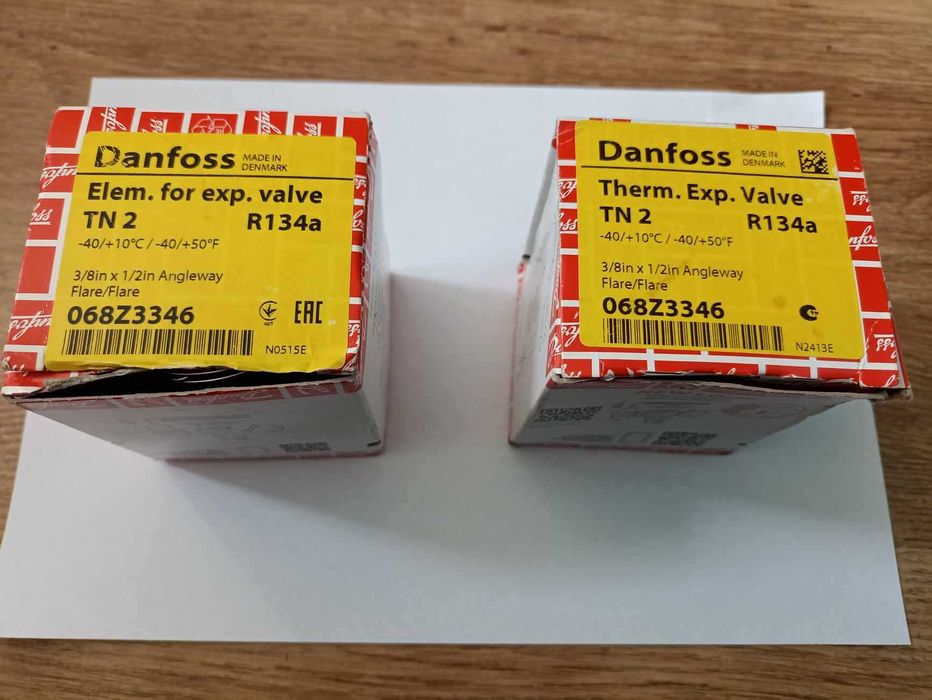 Danfoss MADE IN
DENMARK
Elem. for exp. valve
TN 2 R134a
-40/+10°C / -40/+50°F
3/8in x 1/2in Angleway
Flare/Flare
068Z3346
EAC
N0515E
Danfoss MADE IN
DENMARK
Therm. Exp. Valve
TN 2 R134a
-40/+10°C / -40/+50°F
3/8in x 1/2in Angleway
Flare/Flare
068Z3346
N2413E